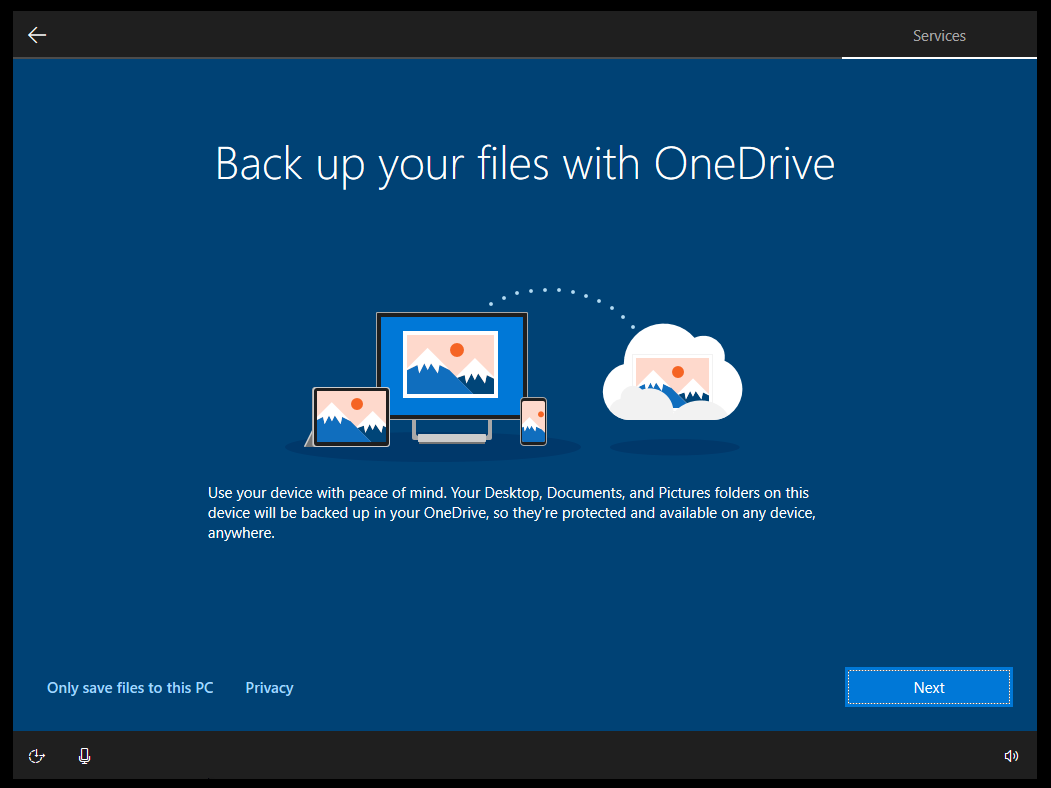 Services
Back up your files with OneDrive
Use your device with peace of mind. Your Desktop, Documents, and Pictures folders on this
device will be backed up in your OneDrive, so they're protected and available on any device,
anywhere.
Only save files to this PC
Privacy
Next